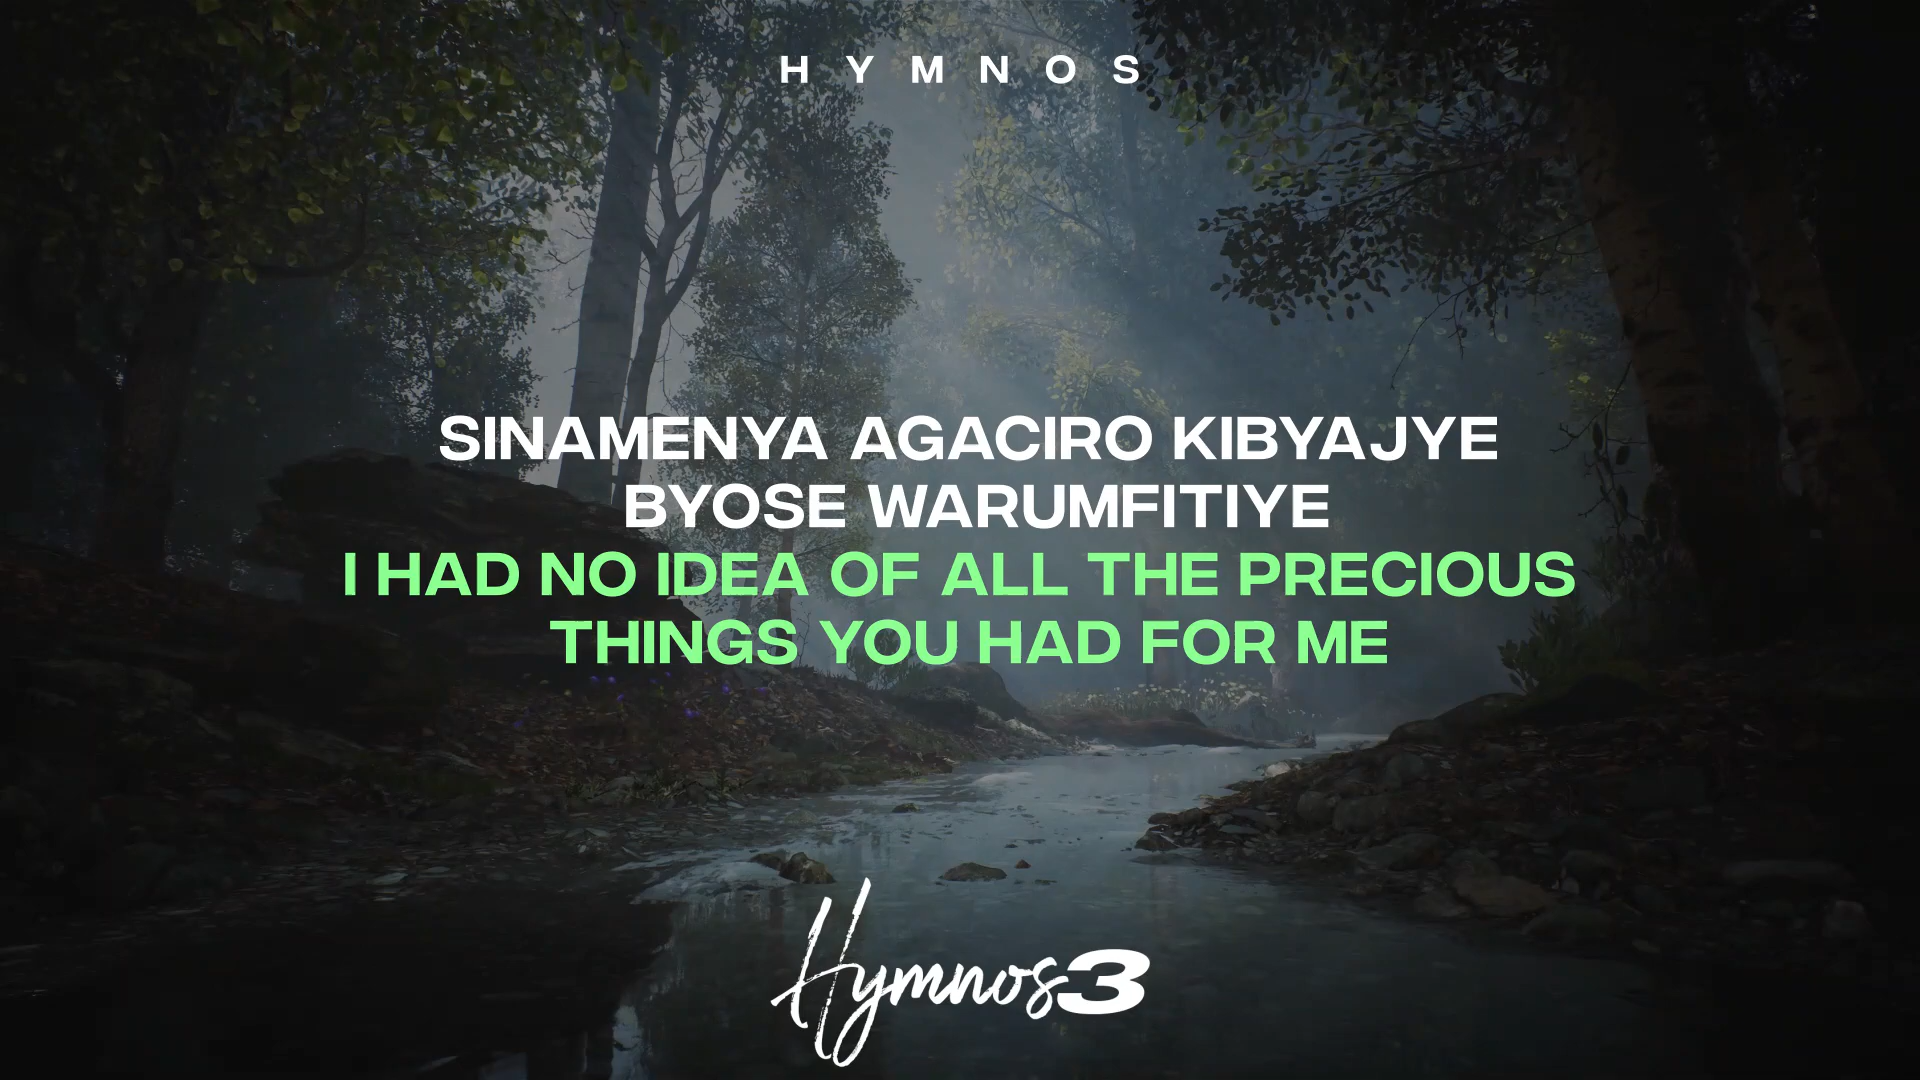 HYMNOS
SINAMENYA AGACIRO KIBYAJYE
BYOSE WARUMFITIYE
I HAD NO IDEA OF ALL THE PRECIOUS
THINGS YOU HAD FOR ME
Hymnos3